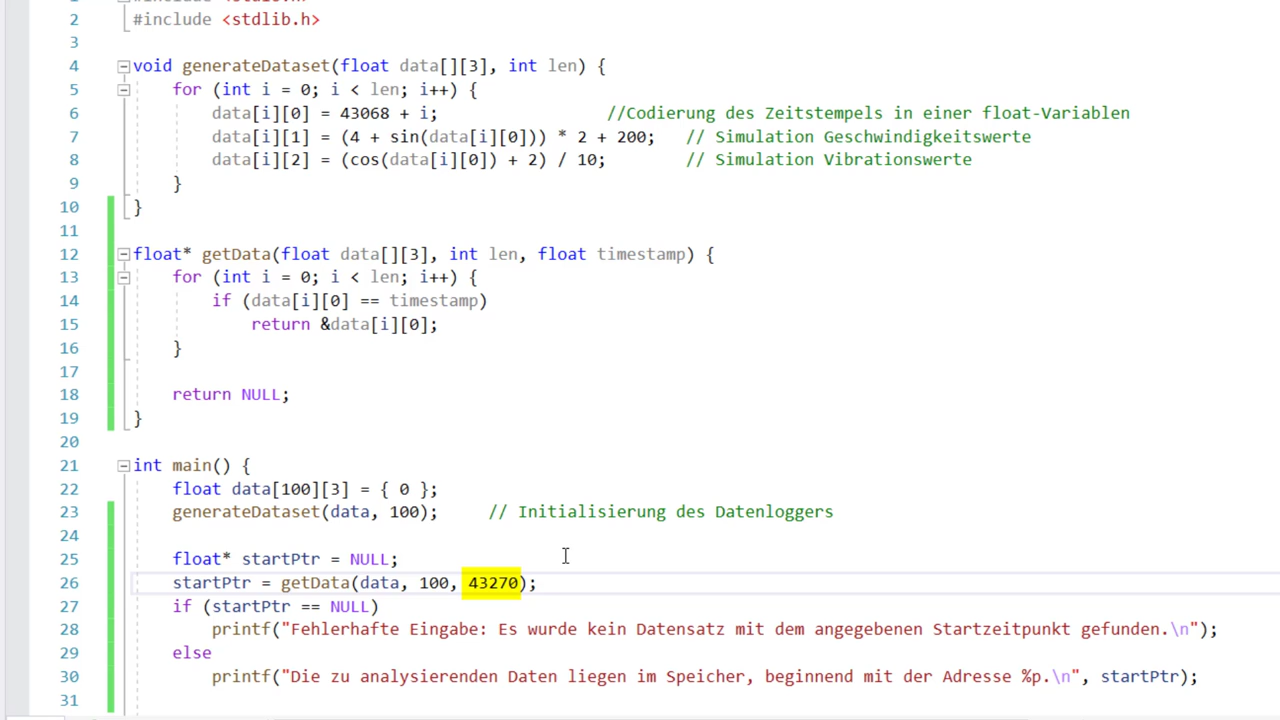 1 #include <stdio.h>
2 #include <stdlib.h>
3
4 void generateDataset(float data[][3], int len) {
5 for (int i = 0; i < len; i++) {
6 data[i][0] = 43068 + i; //Codierung des Zeitstempels in einer float-Variablen
7 data[i][1] = (4 + sin(data[i][0])) * 2 + 200; // Simulation Geschwindigkeitswerte
8 data[i][2] = (cos(data[i][0]) + 2) / 10; // Simulation Vibrationswerte
9 }
10 }
11
12 float* getData(float data[][3], int len, float timestamp) {
13 for (int i = 0; i < len; i++) {
14 if (data[i][0] == timestamp)
15 return &data[i][0];
16 }
17
18 return NULL;
19 }
20
21 int main() {
22 float data[100][3] = { 0 };
23 generateDataset(data, 100); // Initialisierung des Datenloggers
24
25 float* startPtr = NULL;
26 startPtr = getData(data, 100, 43270);
27 if (startPtr == NULL)
28 printf("Fehlerhafte Eingabe: Es wurde kein Datensatz mit dem angegebenen Startzeitpunkt gefunden.\n");
29 else
30 printf("Die zu analysierenden Daten liegen im Speicher, beginnend mit der Adresse %p.\n", startPtr);
31